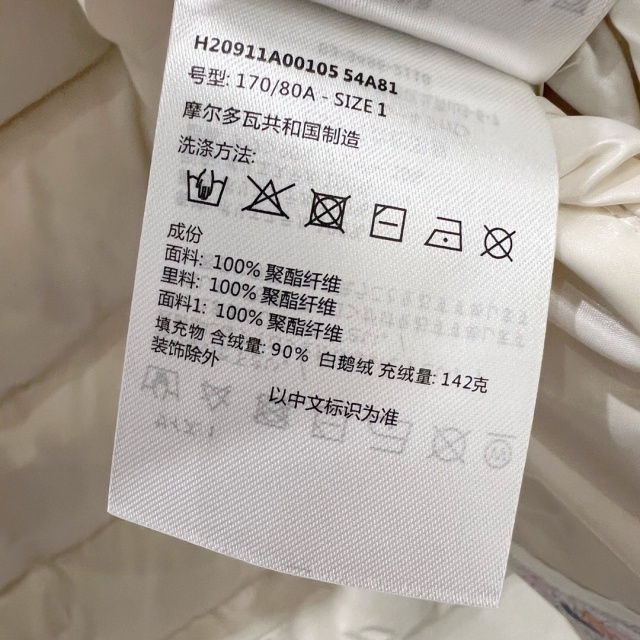 H20911A00105 54A81
号型: 170/80A - SIZE 1
摩尔多瓦共和国制造
洗涤方法:
成份
面料: 100% 聚酯纤维
里料: 100% 聚酯纤维
面料1: 100% 聚酯纤维
填充物 含绒量: 90% 白鹅绒 充绒量: 142克
装饰除外
以中文标识为准